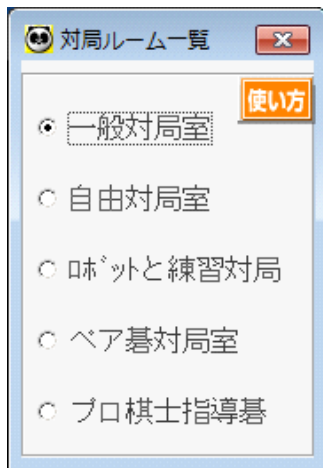 対局ルーム一覧
使い方
一般対局室
自由対局室
ﾛﾎﾞｯﾄと練習対局
ペア碁対局室
プロ棋士指導碁